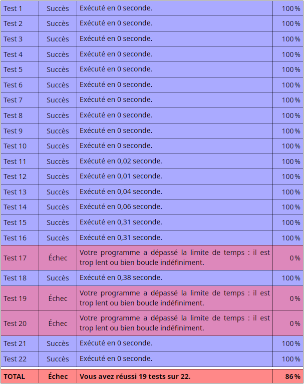 Test 1 Succès Exécuté en 0 seconde. 100 %
Test 2 Succès Exécuté en 0 seconde. 100 %
Test 3 Succès Exécuté en 0 seconde. 100 %
Test 4 Succès Exécuté en 0 seconde. 100 %
Test 5 Succès Exécuté en 0 seconde. 100 %
Test 6 Succès Exécuté en 0 seconde. 100 %
Test 7 Succès Exécuté en 0 seconde. 100 %
Test 8 Succès Exécuté en 0 seconde. 100 %
Test 9 Succès Exécuté en 0 seconde. 100 %
Test 10 Succès Exécuté en 0 seconde. 100 %
Test 11 Succès Exécuté en 0,02 seconde. 100 %
Test 12 Succès Exécuté en 0,01 seconde. 100 %
Test 13 Succès Exécuté en 0,04 seconde. 100 %
Test 14 Succès Exécuté en 0,06 seconde. 100 %
Test 15 Succès Exécuté en 0,31 seconde. 100 %
Test 16 Succès Exécuté en 0,31 seconde. 100 %
Test 17 Échec Votre programme a dépassé la limite de temps : il est 0 %
trop lent ou bien boucle indéfiniment.
Test 18 Succès Exécuté en 0,38 seconde. 100 %
Test 19 Échec Votre programme a dépassé la limite de temps : il est 0 %
trop lent ou bien boucle indéfiniment.
Test 20 Échec Votre programme a dépassé la limite de temps : il est 0 %
trop lent ou bien boucle indéfiniment.
Test 21 Succès Exécuté en 0 seconde. 100 %
Test 22 Succès Exécuté en 0 seconde. 100 %
TOTAL Échec Vous avez réussi 19 tests sur 22. 86 %